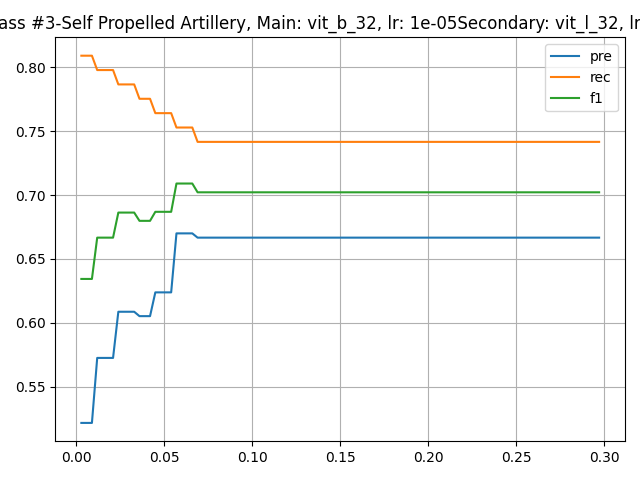 ass #3-Self Propelled Artillery, Main: vit_b_32, lr: 1e-05Secondary: vit_l_32, lr
pre
rec
f1
0.80
0.75
0.70
0.65
0.60
0.55
0.00 0.05 0.10 0.15 0.20 0.25 0.30